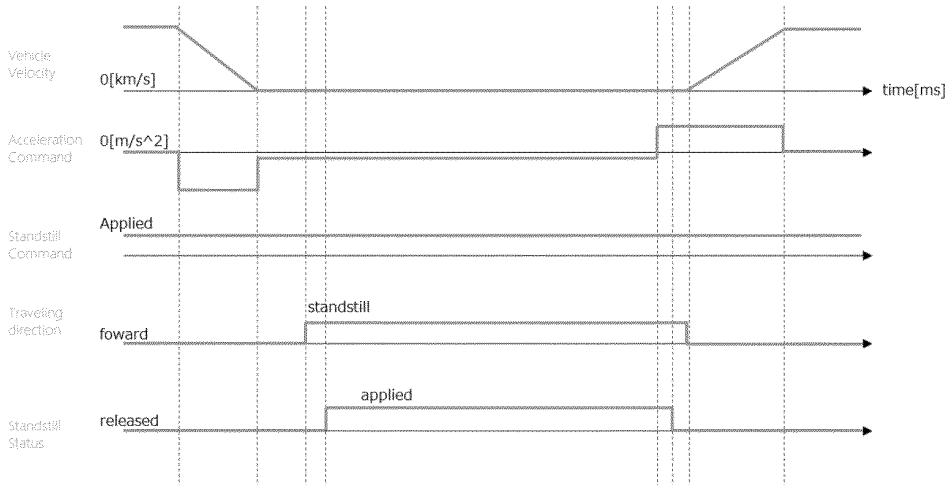 Vehicle
Velocity
0[km/s]
time[ms]
Acceleration
Command
0[m/s^2]
Applied
Standstill
Command
standstill
Traveling
direction
foward
applied
released
Standstill
Status